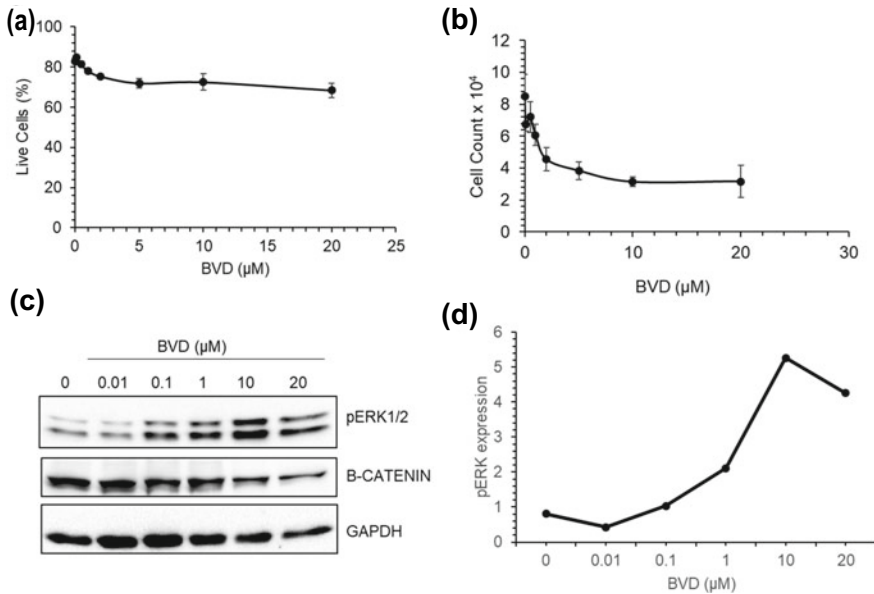 (a)
100
80
60
40
20
0
Live Cells (%)
0 5 10 15 20 25
BVD (µM)
(b)
12
10
8
6
4
2
0
Cell Count x 10⁴
0 10 20 30
BVD (µM)
(c)
BVD (µM)
0 0.01 0.1 1 10 20
pERK1/2
B-CATENIN
GAPDH
(d)
6
5
4
3
2
1
0
pERK expression
0 0.01 0.1 1 10 20
BVD (µM)